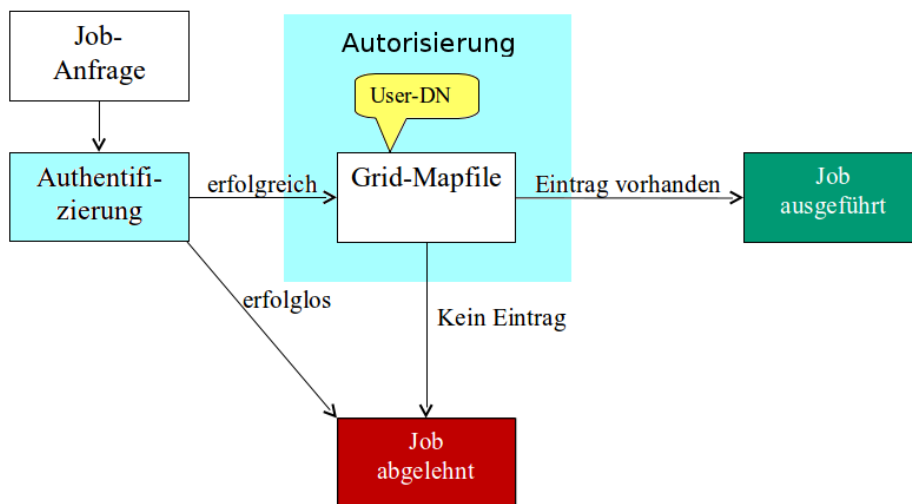 Job-
Anfrage
Autorisierung
User-DN
Authentifi-
zierung
erfolgreich
Grid-Mapfile
Eintrag vorhanden
Job
ausgeführt
erfolglos
Kein Eintrag
Job
abgelehnt